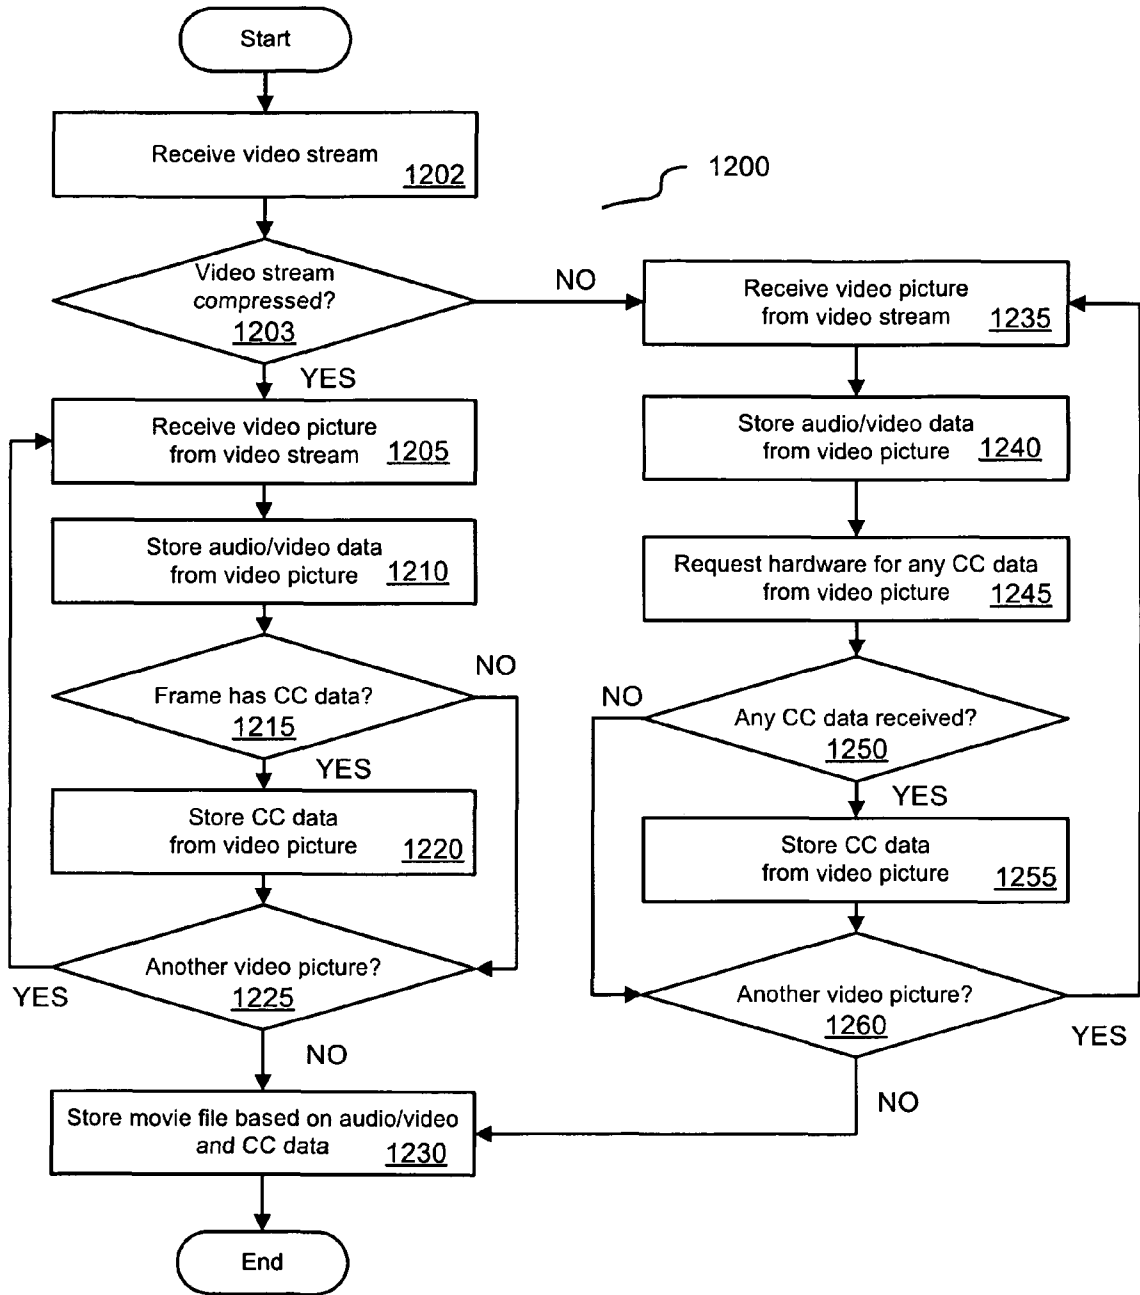 Start
Receive video stream
1202
1200
Video stream
compressed?
1203
NO
YES
Receive video picture
from video stream
1205
Store audio/video data
from video picture
1210
Frame has CC data?
1215
NO
YES
Store CC data
from video picture
1220
Another video picture?
1225
YES
NO
Receive video picture
from video stream
1235
Store audio/video data
from video picture
1240
Request hardware for any CC data
from video picture
1245
Any CC data received?
1250
NO
YES
Store CC data
from video picture
1255
Another video picture?
1260
YES
NO
Store movie file based on audio/video
and CC data
1230
End